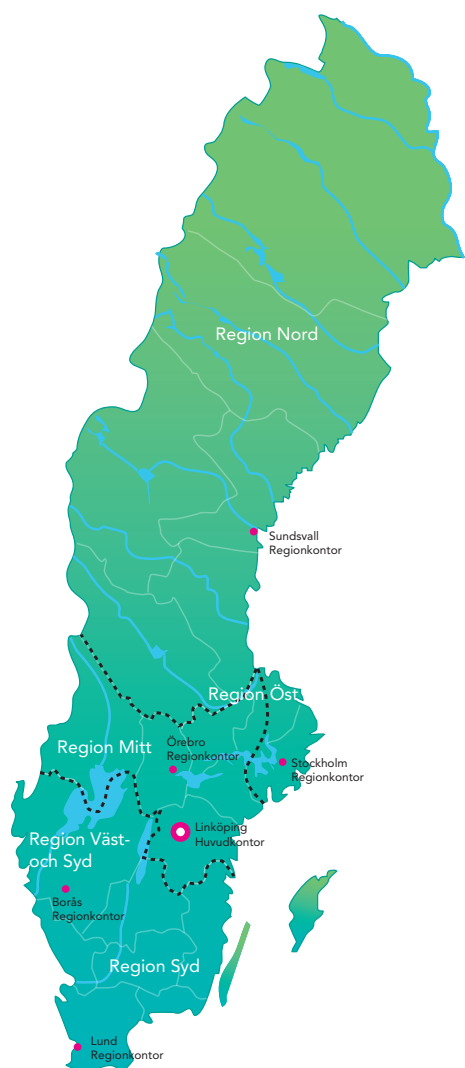 Region Nord
Sundsvall
Regionkontor
Region Öst
Region Mitt
Örebro
Regionkontor
Stockholm
Regionkontor
Linköping
Huvudkontor
Region Väst-
och Syd
Borås
Regionkontor
Region Syd
Lund
Regionkontor